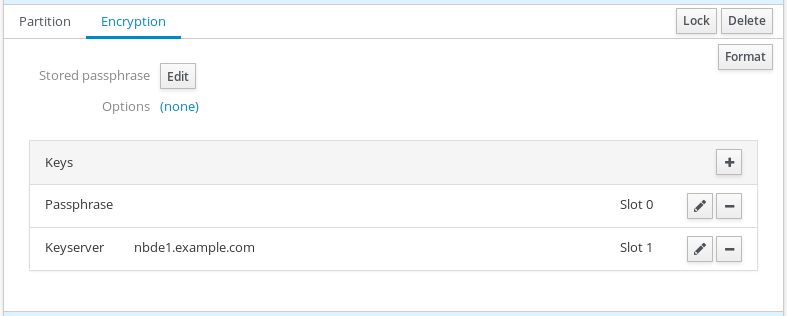 Partition Encryption Lock Delete
Format
Stored passphrase Edit
Options (none)
Keys
Passphrase Slot 0
Keyserver nbde1.example.com Slot 1